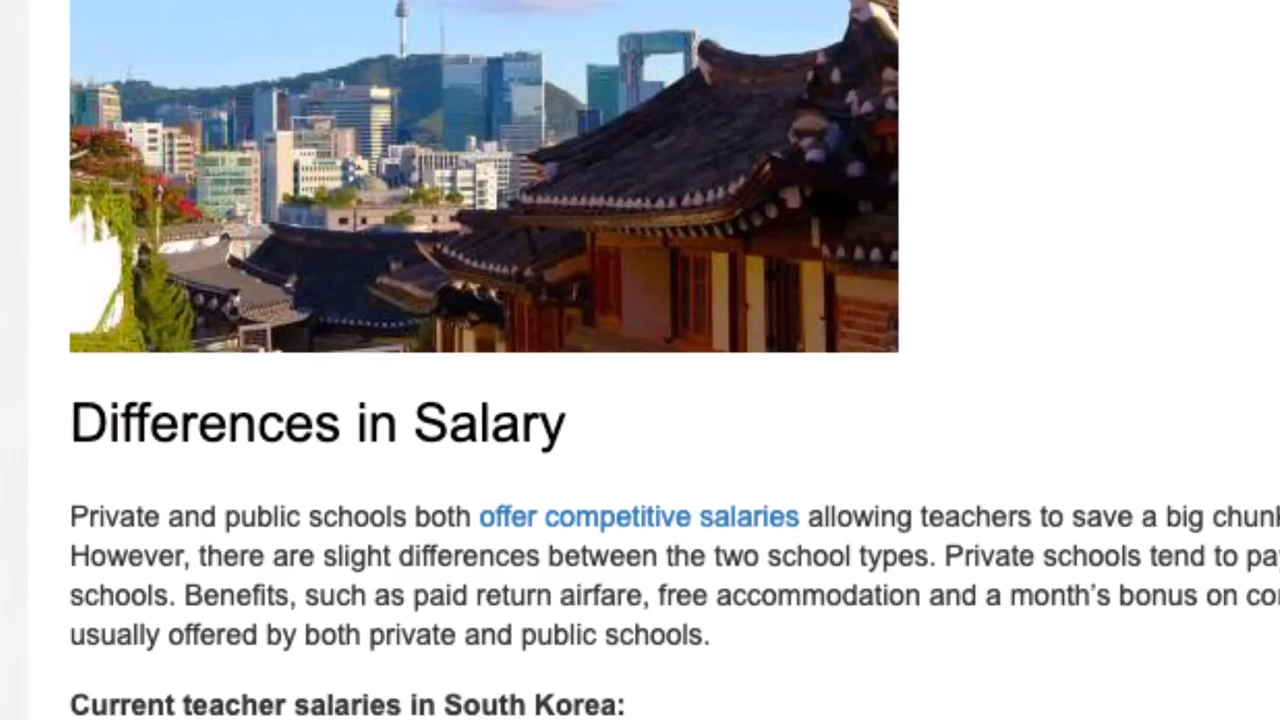 Differences in Salary
Private and public schools both offer competitive salaries allowing teachers to save a big
However, there are slight differences between the two school types. Private schools tend to
schools. Benefits, such as paid return airfare, free accommodation and a month’s bonus on
usually offered by both private and public schools.
Current teacher salaries in South Korea: